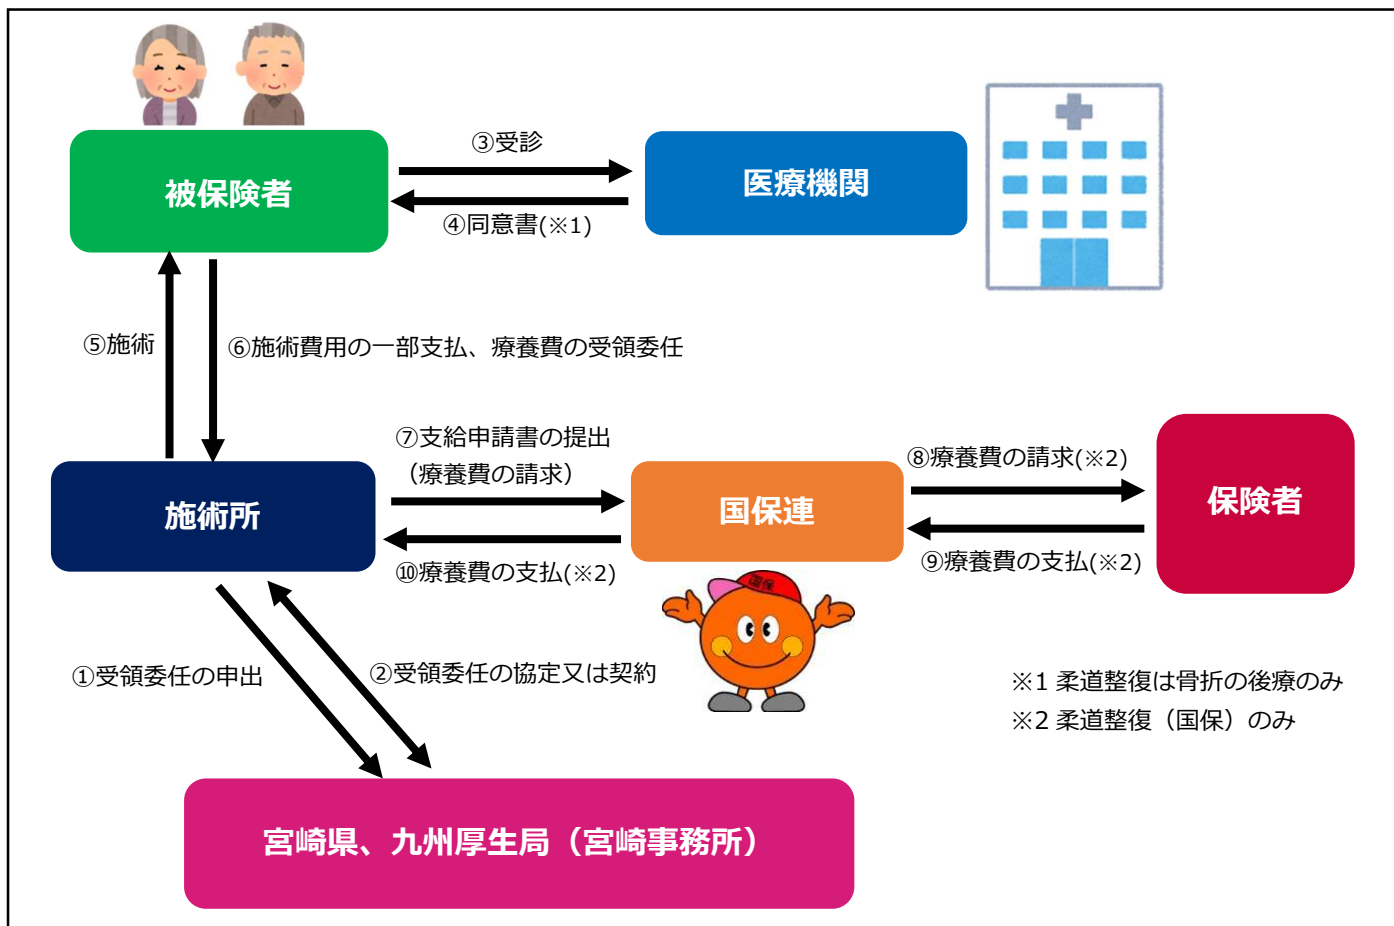 ③受診
被保険者
医療機関
④同意書(※1)
⑤施術
⑥施術費用の一部支払、療養費の受領委任
⑦支給申請書の提出
（療養費の請求）
⑧療養費の請求(※2)
施術所
国保連
保険者
⑩療養費の支払(※2)
⑨療養費の支払(※2)
国保
①受領委任の申出
②受領委任の協定又は契約
※1 柔道整復は骨折の後療のみ
※2 柔道整復（国保）のみ
宮崎県、九州厚生局（宮崎事務所）